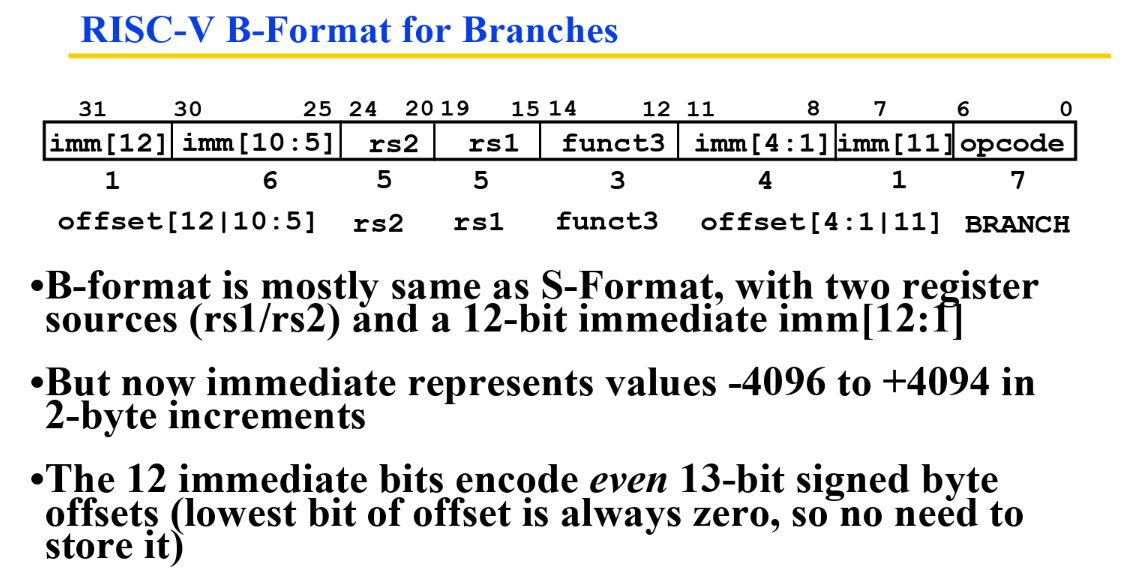 RISC-V B-Format for Branches
31 30 25 24 20 19 15 14 12 11 8 7 6 0
imm[12] imm[10:5] rs2 rs1 funct3 imm[4:1] imm[11] opcode
1 6 5 5 3 4 1 7
offset[12|10:5] rs2 rs1 funct3 offset[4:1|11] BRANCH
•B-format is mostly same as S-Format, with two register
sources (rs1/rs2) and a 12-bit immediate imm[12:1]
•But now immediate represents values -4096 to +4094 in
2-byte increments
•The 12 immediate bits encode even 13-bit signed byte
offsets (lowest bit of offset is always zero, so no need to
store it)